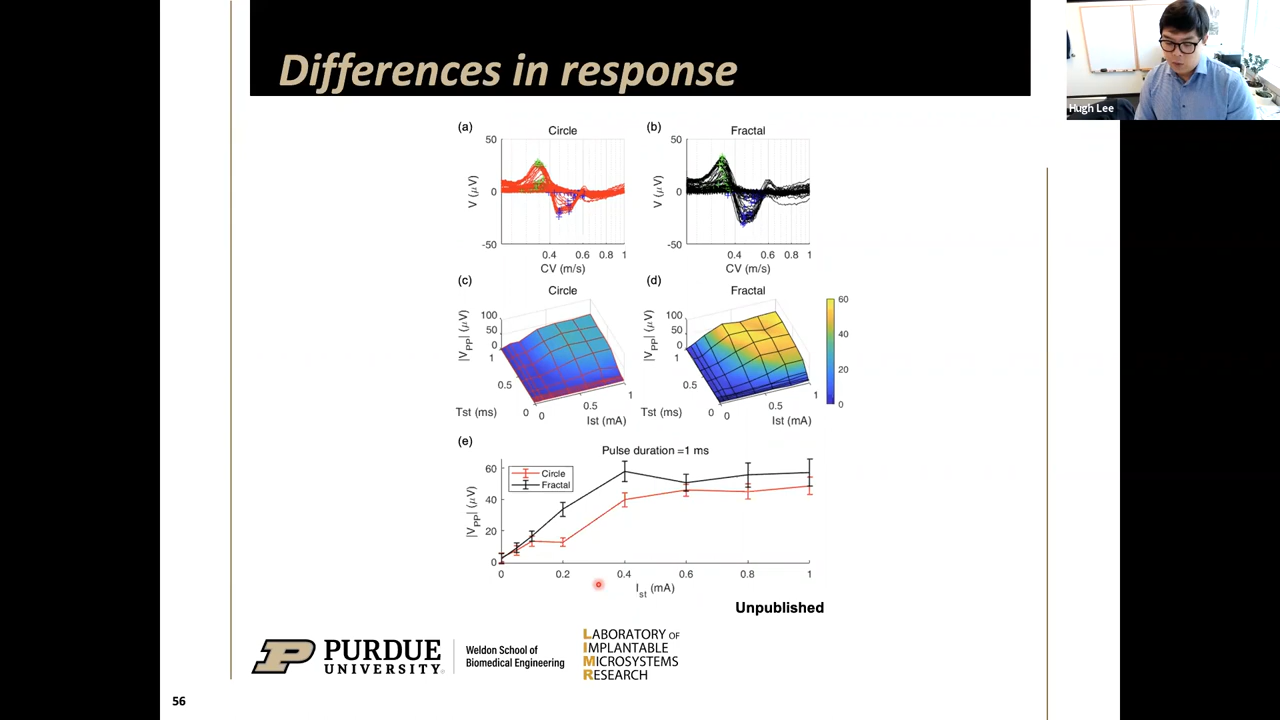 Differences in response
Hugh Lee
(a)
Circle
50
0
-50
V (μV)
0.4 0.6 0.8 1
CV (m/s)
(b)
Fractal
50
0
-50
V (μV)
0.4 0.6 0.8 1
CV (m/s)
(c)
Circle
100
50
0
|VPP| (μV)
1
0.5
0
Tst (ms)
0
0.5
1
Ist (mA)
(d)
Fractal
100
50
0
|VPP| (μV)
1
0.5
0
Tst (ms)
0
0.5
1
Ist (mA)
60
40
20
0
(e)
Pulse duration =1 ms
Circle
Fractal
60
40
20
0
|VPP| (μV)
0 0.2 0.4 0.6 0.8 1
Ist (mA)
Unpublished
PURDUE
UNIVERSITY
Weldon School of
Biomedical Engineering
LABORATORY OF
IMPLANTABLE
MICROSYSTEMS
RESEARCH
56